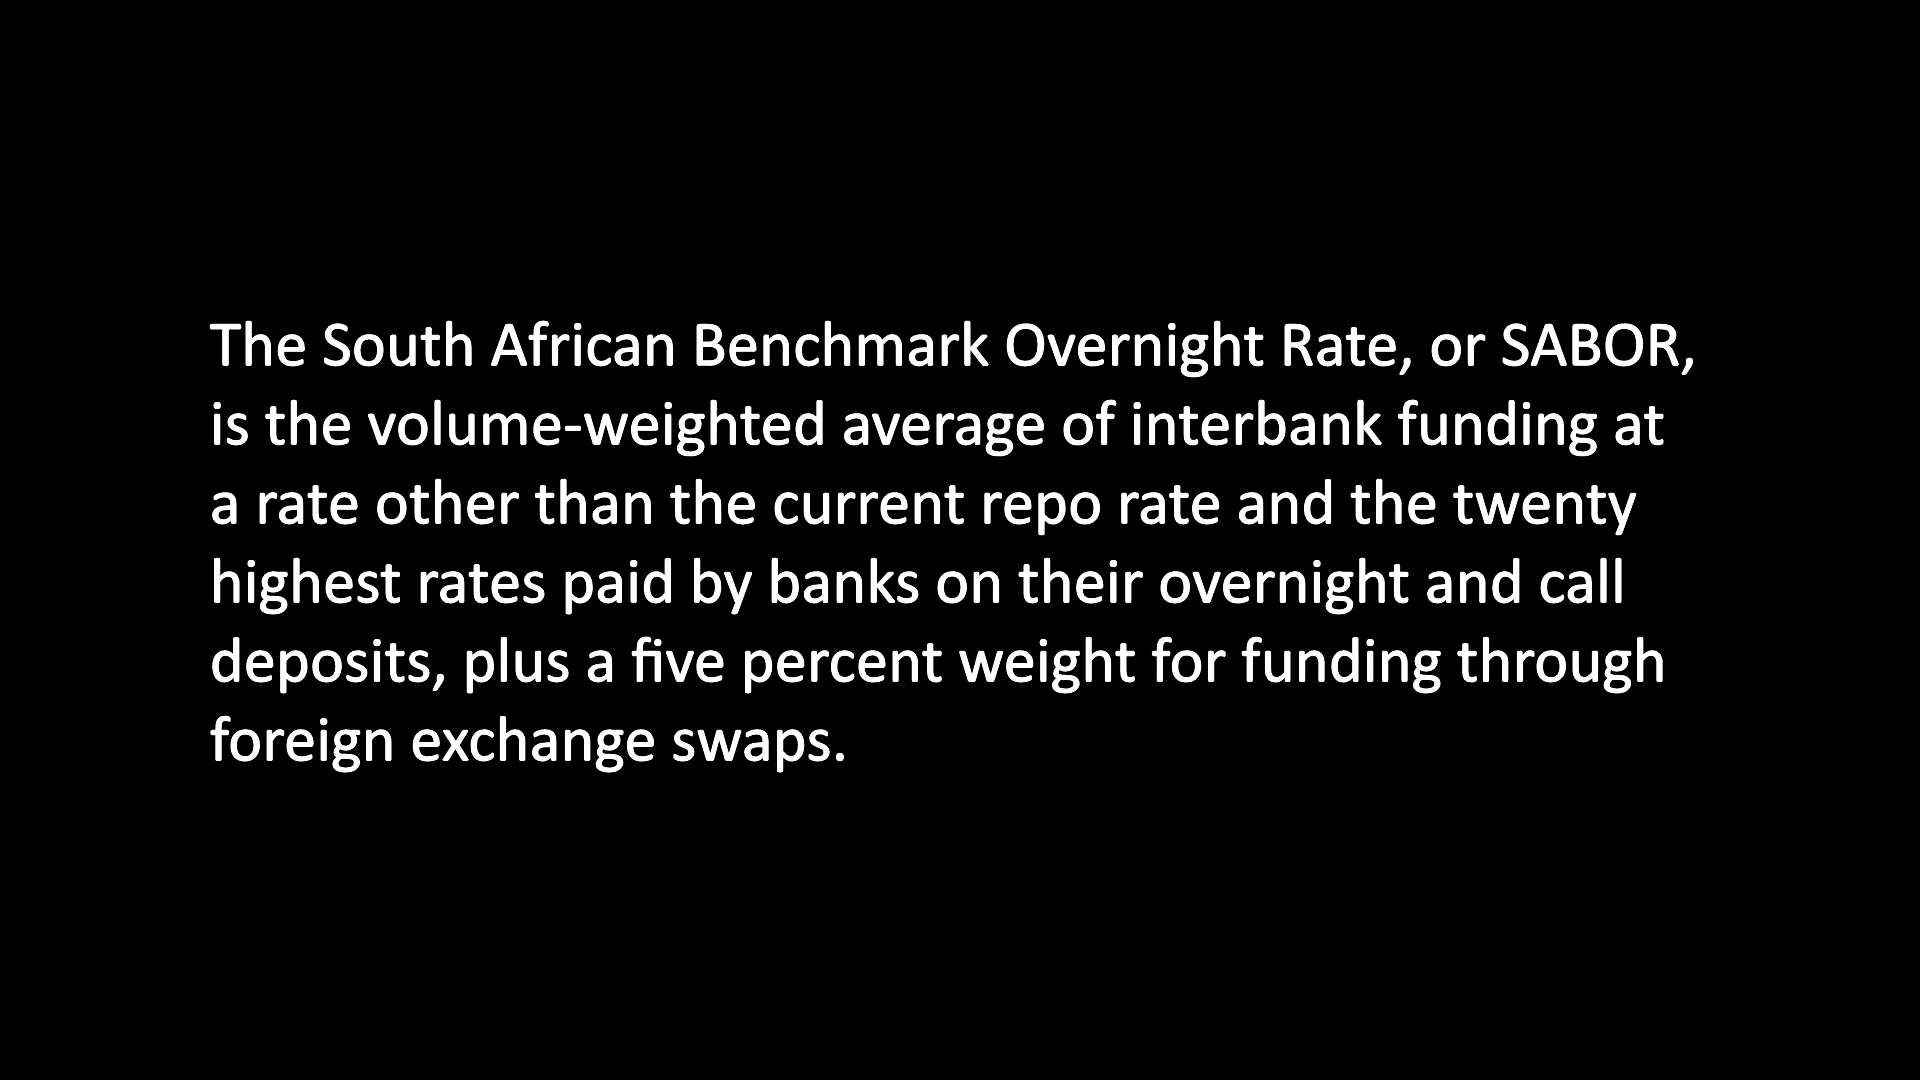 The South African Benchmark Overnight Rate, or SABOR,
is the volume-weighted average of interbank funding at
a rate other than the current repo rate and the twenty
highest rates paid by banks on their overnight and call
deposits, plus a five percent weight for funding through
foreign exchange swaps.